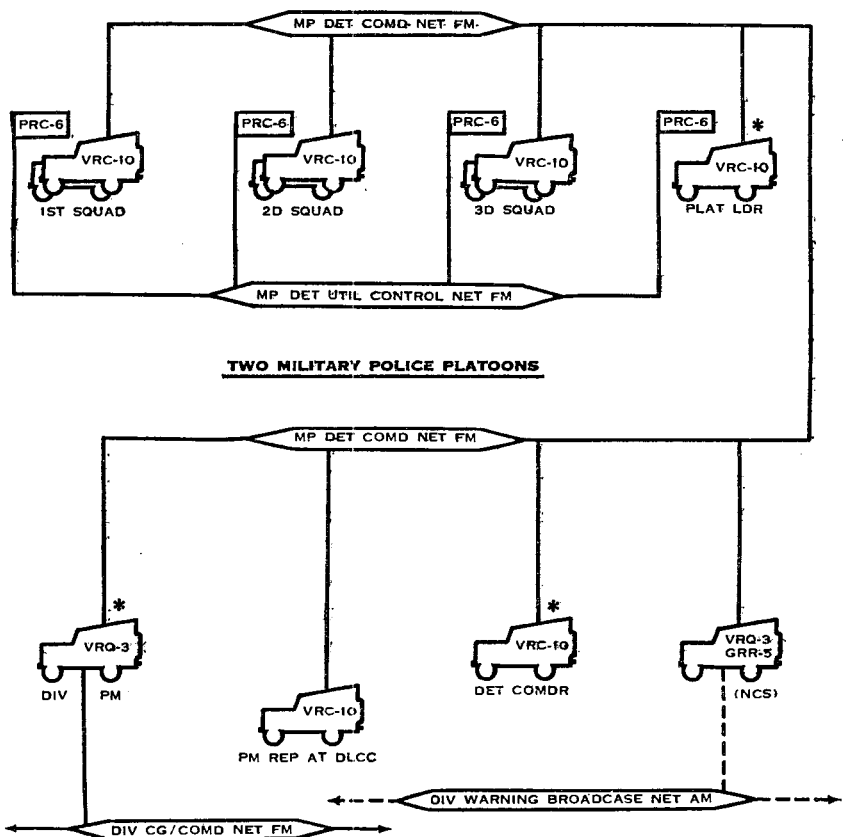 MP DET COMD NET FM
PRC-6
PRC-6
PRC-6
PRC-6
*
VRC-10
VRC-10
VRC-10
VRC-10
1ST SQUAD
2D SQUAD
3D SQUAD
PLAT LDR
MP DET UTIL CONTROL NET FM
TWO MILITARY POLICE PLATOONS
MP DET COMD NET FM
*
*
VRQ-3
VRC-10
VRQ-3
GRR-5
DIV PM
DET COMDR
(NCS)
VRC-10
PM REP AT DLCC
DIV WARNING BROADCASE NET AM
DIV CG/COMD NET FM